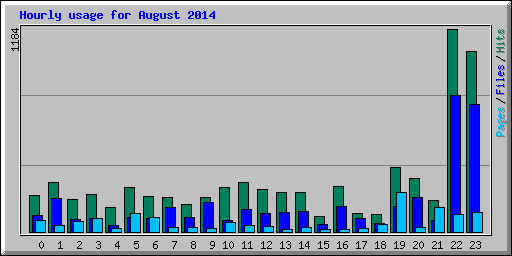 Hourly usage for August 2014
1184
Pages/Files/Hits
0 1 2 3 4 5 6 7 8 9 10 11 12 13 14 15 16 17 18 19 20 21 22 23